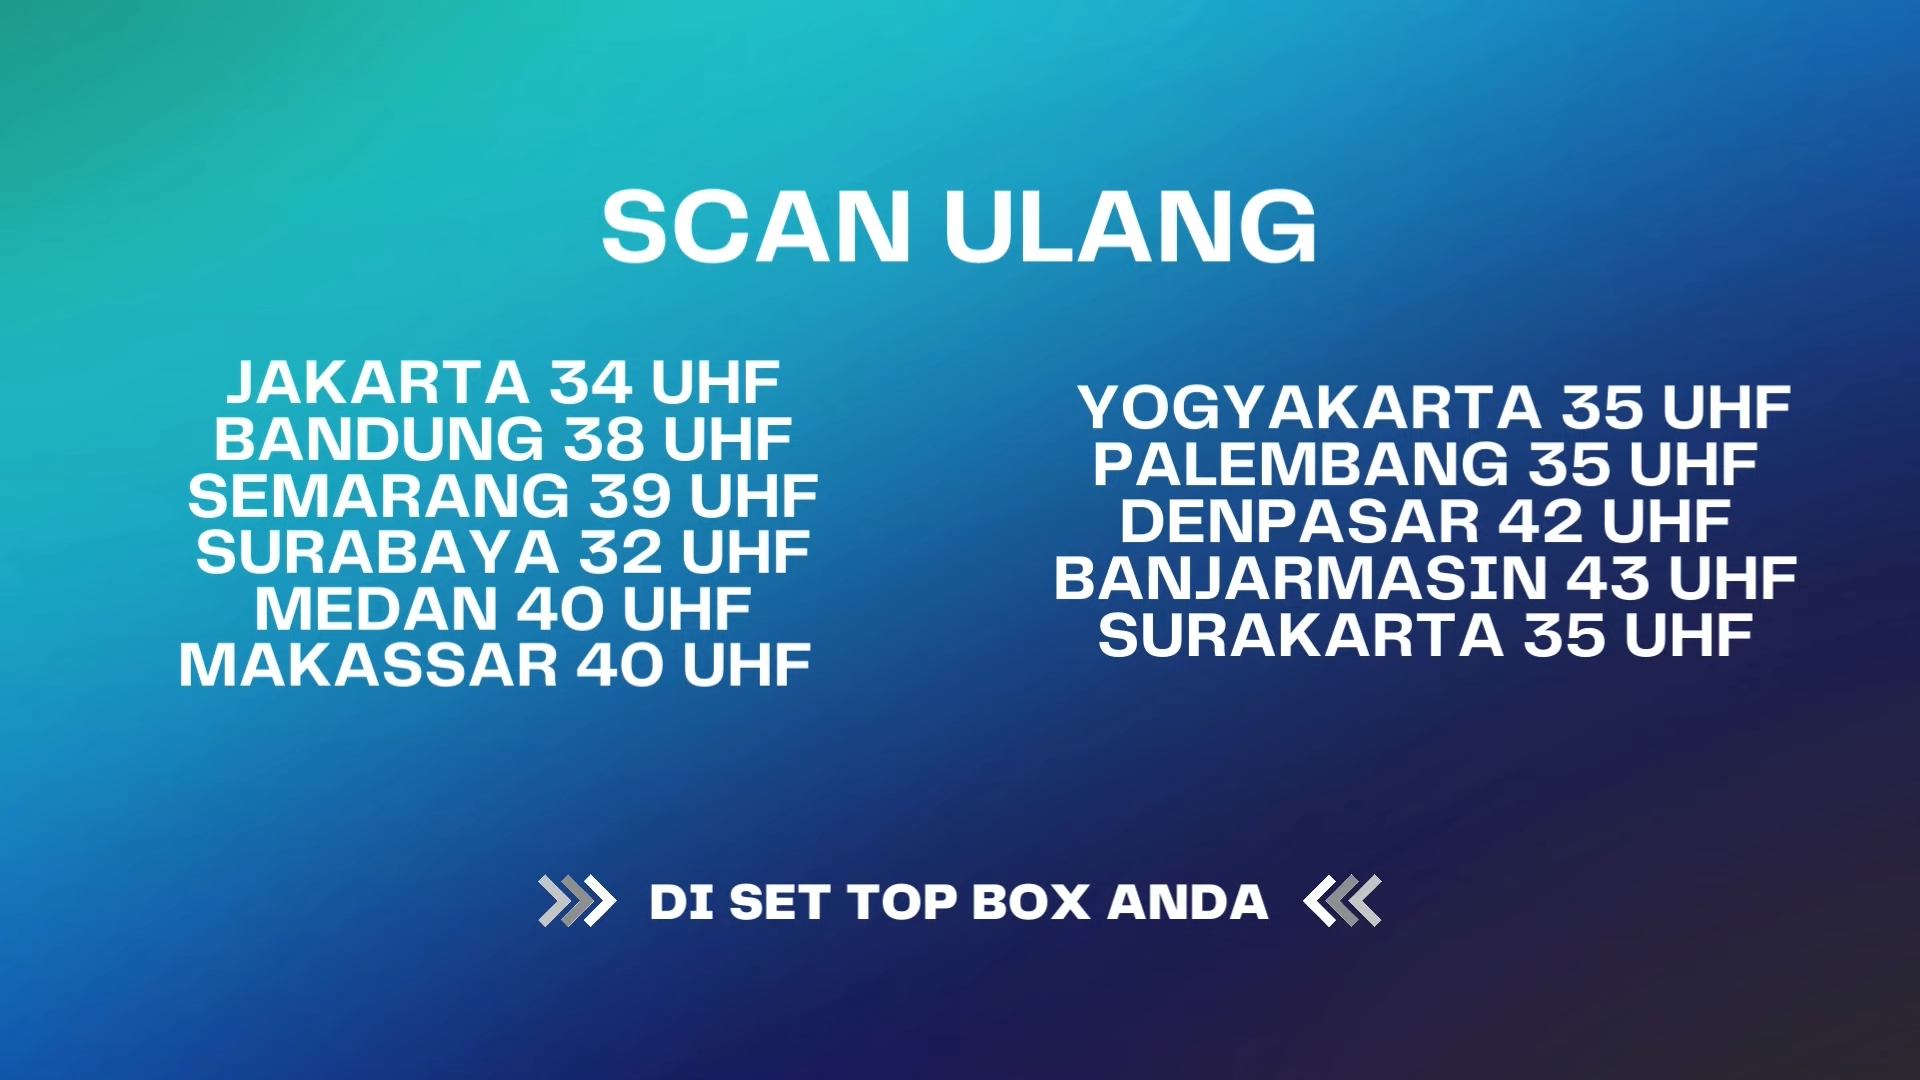 SCAN ULANG
JAKARTA 34 UHF
BANDUNG 38 UHF
SEMARANG 39 UHF
SURABAYA 32 UHF
MEDAN 40 UHF
MAKASSAR 40 UHF
YOGYAKARTA 35 UHF
PALEMBANG 35 UHF
DENPASAR 42 UHF
BANJARMASIN 43 UHF
SURAKARTA 35 UHF
DI SET TOP BOX ANDA